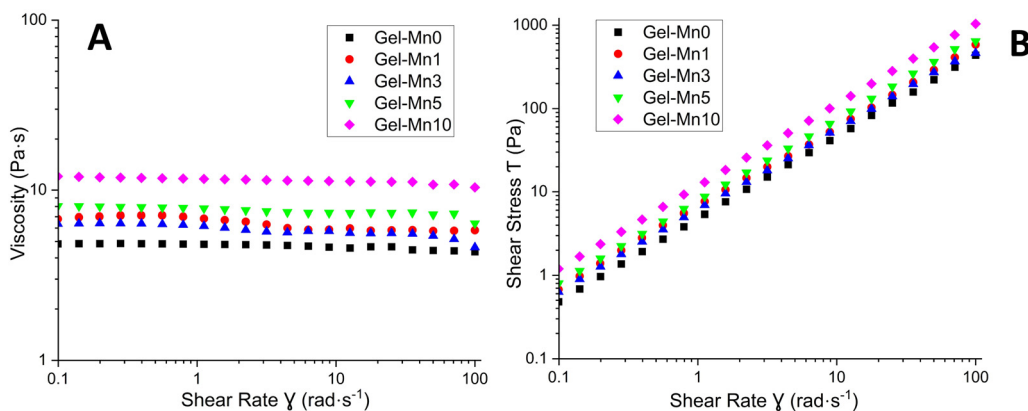 A
Gel-Mn0
Gel-Mn1
Gel-Mn3
Gel-Mn5
Gel-Mn10
100
10
1
Viscosity (Pa·s)
0.1 1 10 100
Shear Rate Ɣ (rad·s⁻¹)
B
Gel-Mn0
Gel-Mn1
Gel-Mn3
Gel-Mn5
Gel-Mn10
1000
100
10
1
0.1
Shear Stress Ƭ (Pa)
0.1 1 10 100
Shear Rate Ɣ (rad·s⁻¹)